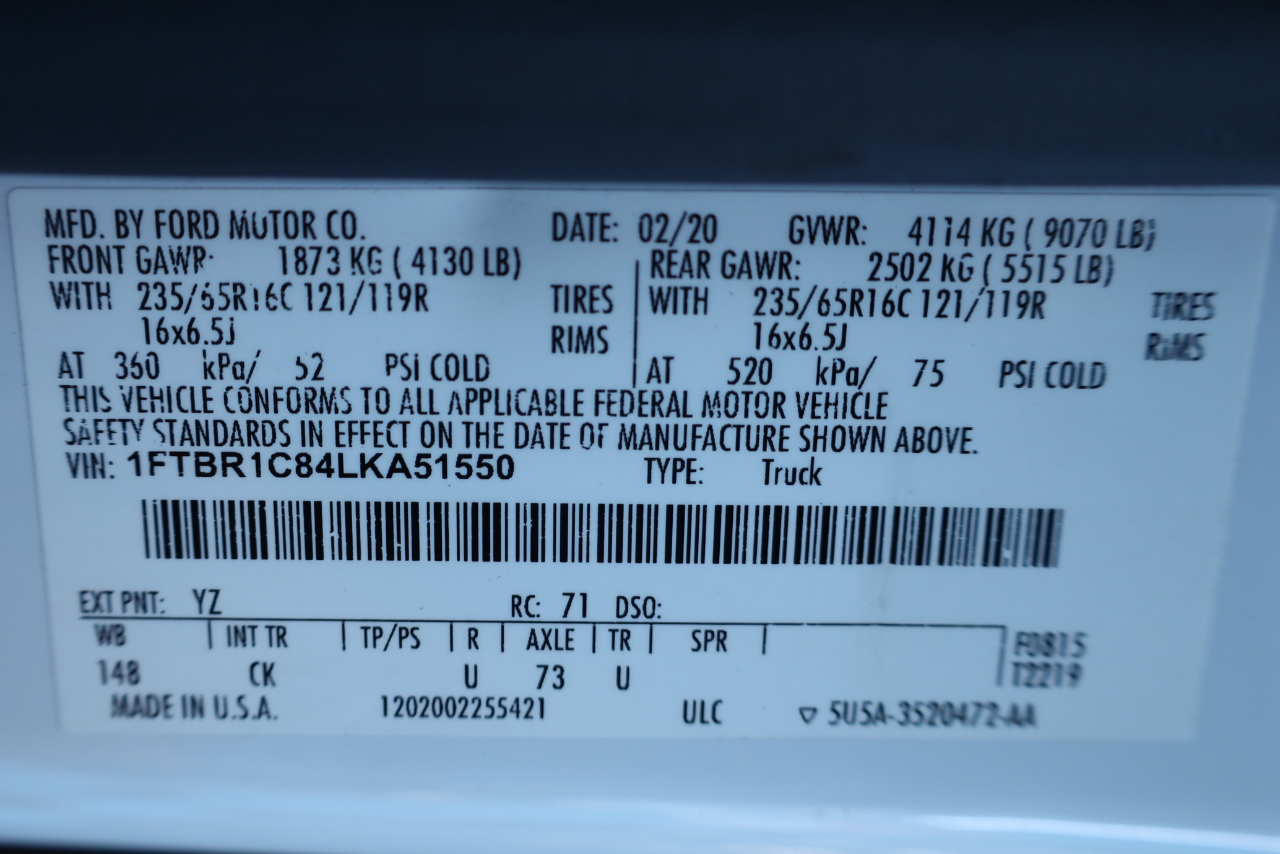 MFD. BY FORD MOTOR CO. DATE: 02/20 GVWR: 4114 KG ( 9070 LB)
FRONT GAWR: 1873 KG ( 4130 LB) REAR GAWR: 2502 KG ( 5515 LB)
WITH 235/65R16C 121/119R TIRES WITH 235/65R16C 121/119R TIRES
16x6.5J RIMS 16x6.5J RIMS
AT 360 kPa/ 52 PSI COLD AT 520 kPa/ 75 PSI COLD
THIS VEHICLE CONFORMS TO ALL APPLICABLE FEDERAL MOTOR VEHICLE
SAFETY STANDARDS IN EFFECT ON THE DATE OF MANUFACTURE SHOWN ABOVE.
VIN: 1FTBR1C84LKA51550 TYPE: Truck
EXT PNT: YZ RC: 71 DSO:
WB INT TR TP/PS R AXLE TR SPR F0815
148 CK U 73 U T2219
MADE IN U.S.A. 1202002255421 ULC ▽ 5U5A-3520472-AA